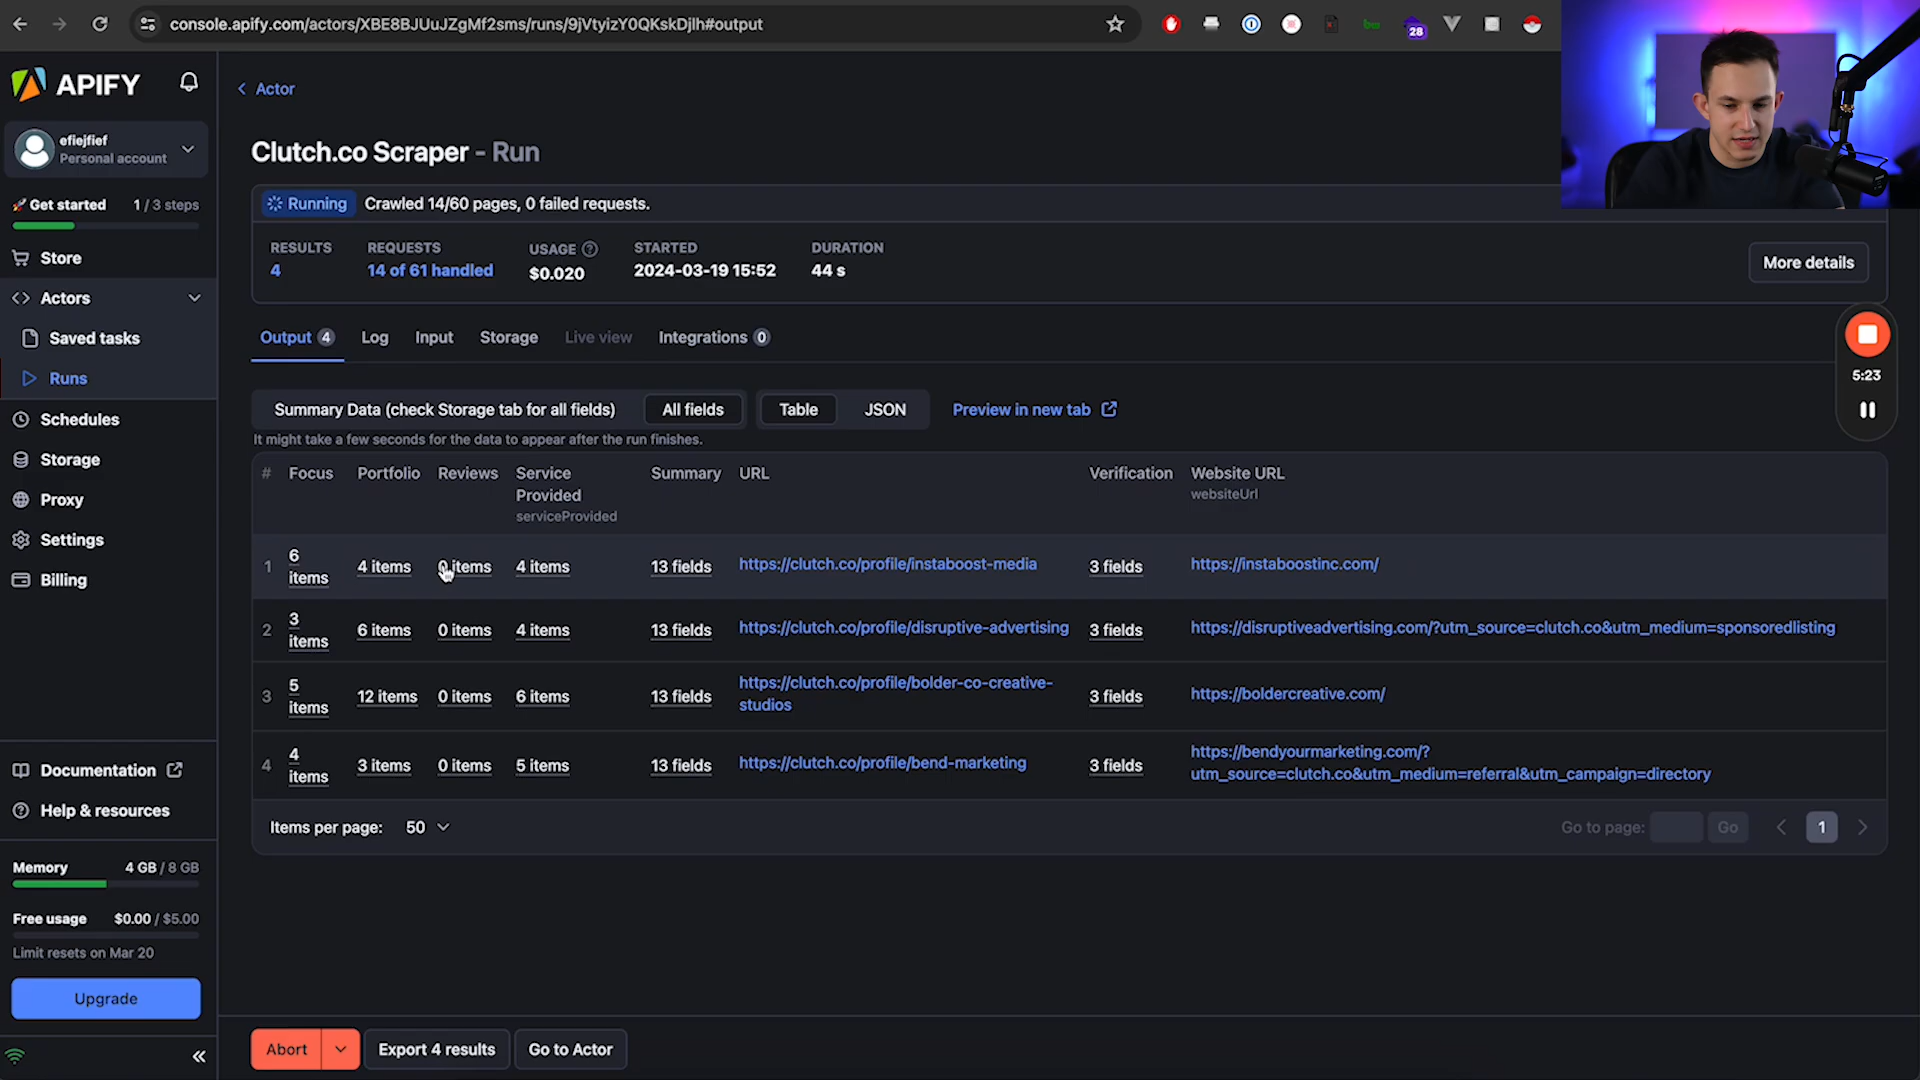 console.apify.com/actors/XBE8BJUuJZgMf2sms/runs/9jVtyizY0QKskDjlh#output
28
APIFY
efiejfief
Personal account
Get started 1 / 3 steps
Store
Actors
Saved tasks
Runs
Schedules
Storage
Proxy
Settings
Billing
Documentation
Help & resources
Memory 4 GB / 8 GB
Free usage $0.00 / $5.00
Limit resets on Mar 20
Upgrade
Actor
Clutch.co Scraper - Run
Running Crawled 14/60 pages, 0 failed requests.
RESULTS REQUESTS USAGE STARTED DURATION
4 14 of 61 handled $0.020 2024-03-19 15:52 44 s
More details
Output 4 Log Input Storage Live view Integrations 0
5:23
Summary Data (check Storage tab for all fields) All fields Table JSON Preview in new tab
It might take a few seconds for the data to appear after the run finishes.
# Focus Portfolio Reviews Service Provided serviceProvided Summary URL Verification Website URL websiteUrl
1 6 items 4 items 0 items 4 items 13 fields https://clutch.co/profile/instaboost-media 3 fields https://instaboostinc.com/
2 3 items 6 items 0 items 4 items 13 fields https://clutch.co/profile/disruptive-advertising 3 fields https://disruptiveadvertising.com/?utm_source=clutch.co&utm_medium=sponsoredlisting
3 5 items 12 items 0 items 6 items 13 fields https://clutch.co/profile/bolder-co-creative-studios 3 fields https://boldercreative.com/
4 4 items 3 items 0 items 5 items 13 fields https://clutch.co/profile/bend-marketing 3 fields https://bendyourmarketing.com/?utm_source=clutch.co&utm_medium=referral&utm_campaign=directory
Items per page: 50
Go to page: Go 1
Abort Export 4 results Go to Actor